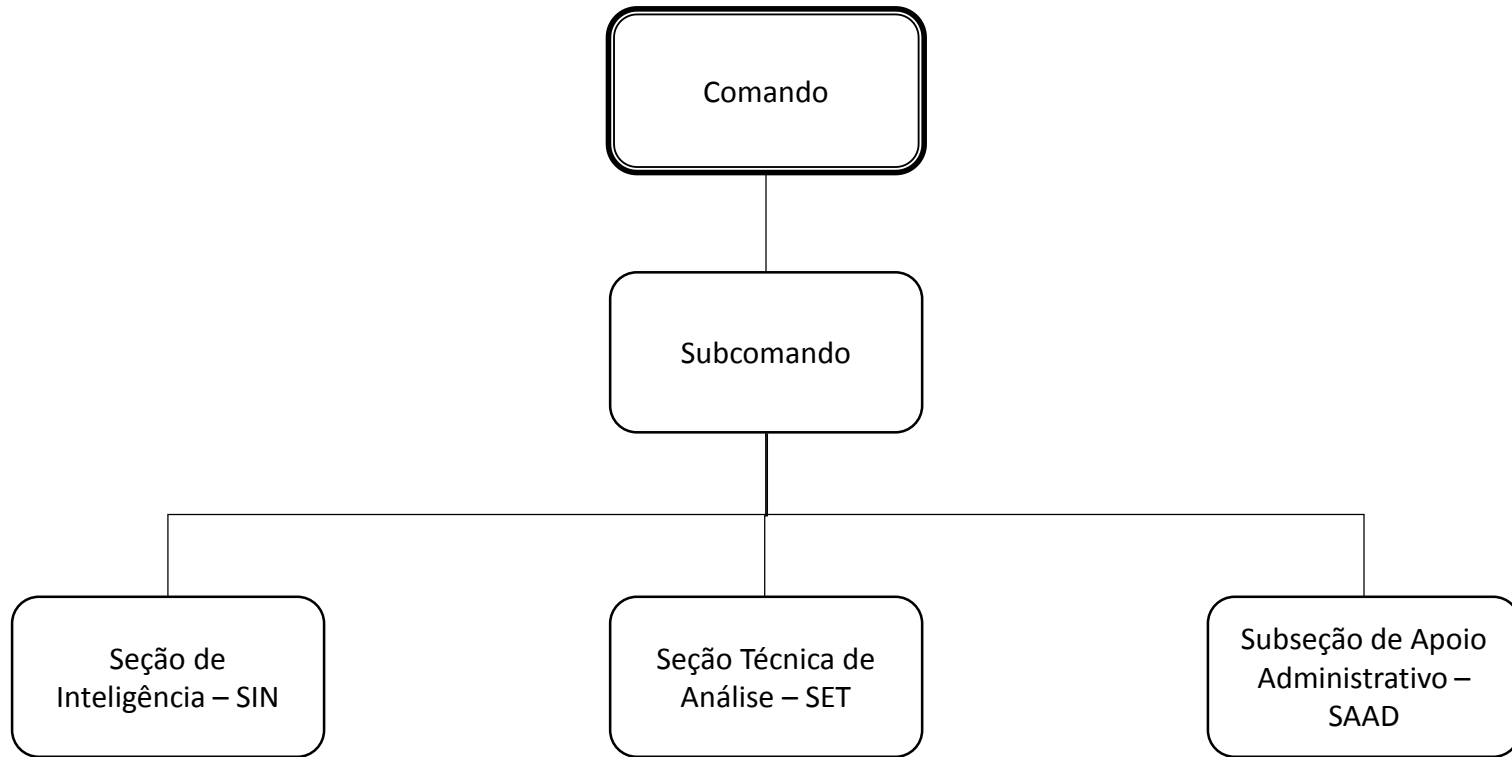 Comando
Subcomando
Seção de
Inteligência – SIN
Seção Técnica de
Análise – SET
Subseção de Apoio
Administrativo –
SAAD